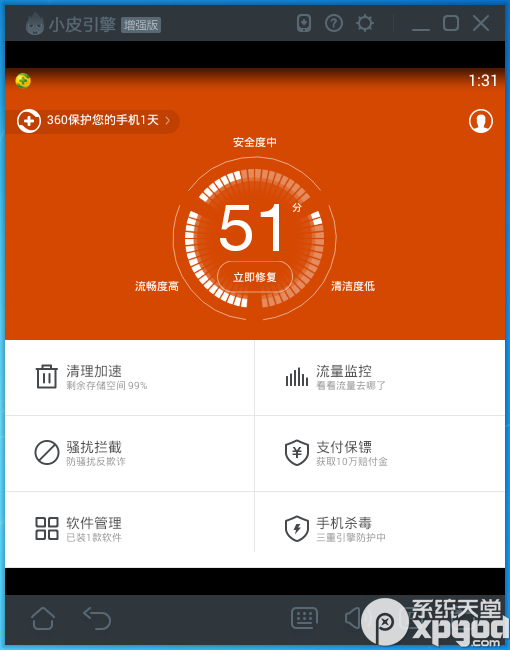 小皮引擎 增强版
1:31
360保护您的手机1天
安全度中
51分
立即修复
流畅度高
清洁度低
清理加速
剩余存储空间 99%
流量监控
看看流量去哪了
骚扰拦截
防骚扰反欺诈
支付保镖
获取10万赔付金
软件管理
已装1款软件
手机杀毒
三重引擎防护中
系统天堂
xpgod
.com